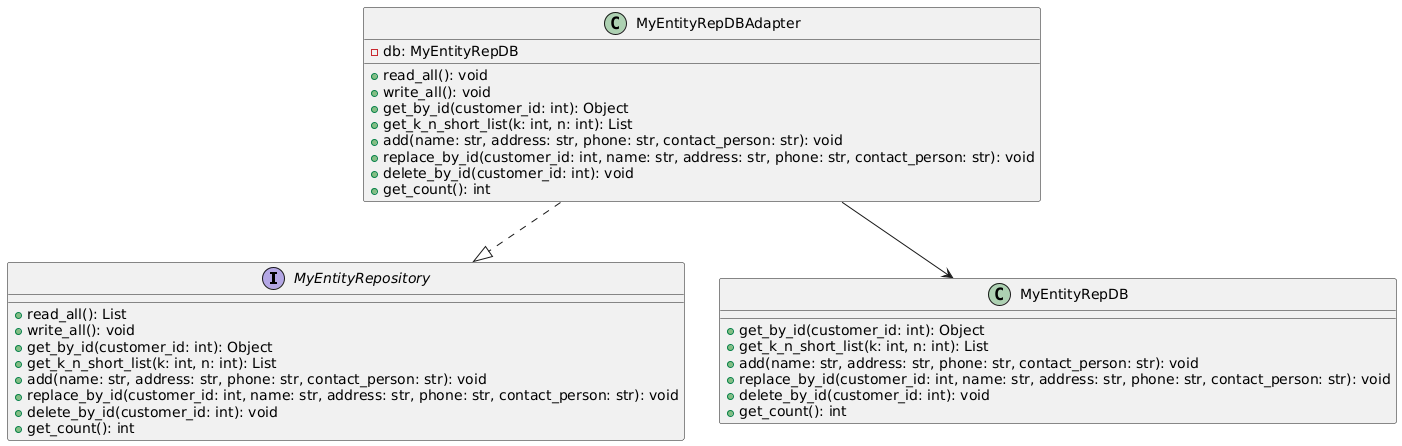 C MyEntityRepDBAdapter
db: MyEntityRepDB
read_all(): void
write_all(): void
get_by_id(customer_id: int): Object
get_k_n_short_list(k: int, n: int): List
add(name: str, address: str, phone: str, contact_person: str): void
replace_by_id(customer_id: int, name: str, address: str, phone: str, contact_person: str): void
delete_by_id(customer_id: int): void
get_count(): int
I MyEntityRepository
read_all(): List
write_all(): void
get_by_id(customer_id: int): Object
get_k_n_short_list(k: int, n: int): List
add(name: str, address: str, phone: str, contact_person: str): void
replace_by_id(customer_id: int, name: str, address: str, phone: str, contact_person: str): void
delete_by_id(customer_id: int): void
get_count(): int
C MyEntityRepDB
get_by_id(customer_id: int): Object
get_k_n_short_list(k: int, n: int): List
add(name: str, address: str, phone: str, contact_person: str): void
replace_by_id(customer_id: int, name: str, address: str, phone: str, contact_person: str): void
delete_by_id(customer_id: int): void
get_count(): int